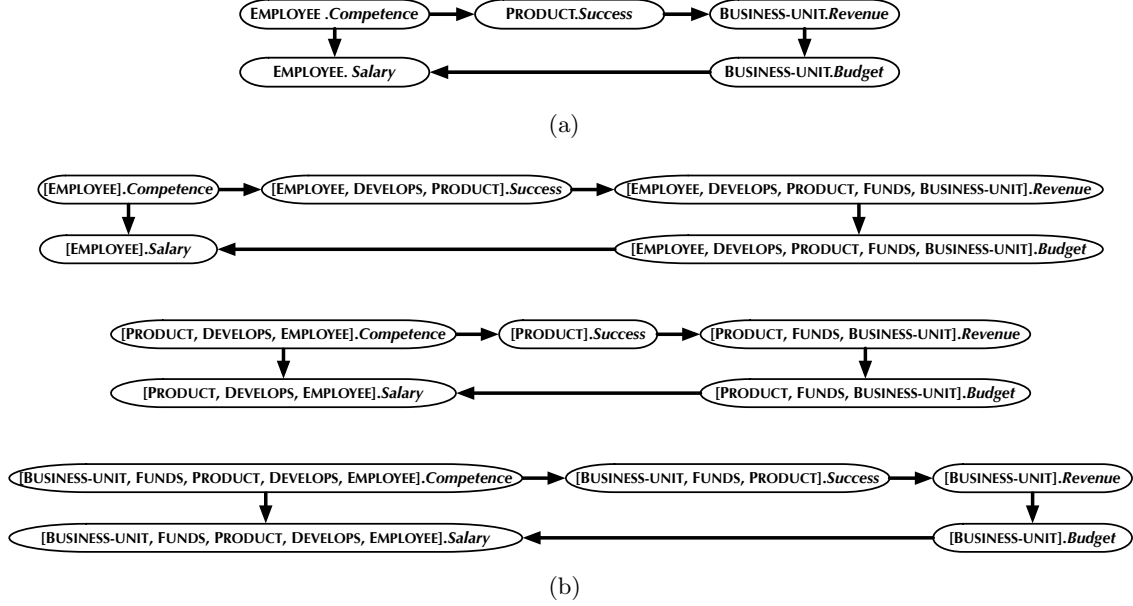 EMPLOYEE .Competence PRODUCT.Success BUSINESS-UNIT.Revenue
EMPLOYEE. Salary BUSINESS-UNIT.Budget
(a)
[EMPLOYEE].Competence [EMPLOYEE, DEVELOPS, PRODUCT].Success [EMPLOYEE, DEVELOPS, PRODUCT, FUNDS, BUSINESS-UNIT].Revenue
[EMPLOYEE].Salary [EMPLOYEE, DEVELOPS, PRODUCT, FUNDS, BUSINESS-UNIT].Budget
[PRODUCT, DEVELOPS, EMPLOYEE].Competence [PRODUCT].Success [PRODUCT, FUNDS, BUSINESS-UNIT].Revenue
[PRODUCT, DEVELOPS, EMPLOYEE].Salary [PRODUCT, FUNDS, BUSINESS-UNIT].Budget
[BUSINESS-UNIT, FUNDS, PRODUCT, DEVELOPS, EMPLOYEE].Competence [BUSINESS-UNIT, FUNDS, PRODUCT].Success [BUSINESS-UNIT].Revenue
[BUSINESS-UNIT, FUNDS, PRODUCT, DEVELOPS, EMPLOYEE].Salary [BUSINESS-UNIT].Budget
(b)